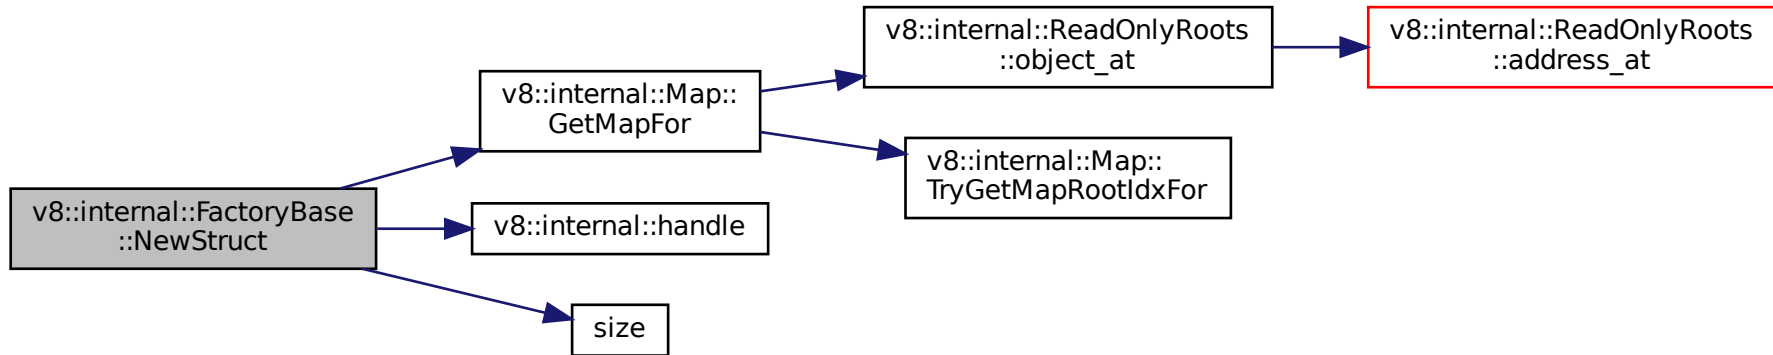 v8::internal::FactoryBase
::NewStruct
v8::internal::Map::
GetMapFor
v8::internal::ReadOnlyRoots
::object_at
v8::internal::ReadOnlyRoots
::address_at
v8::internal::Map::
TryGetMapRootIdxFor
v8::internal::handle
size